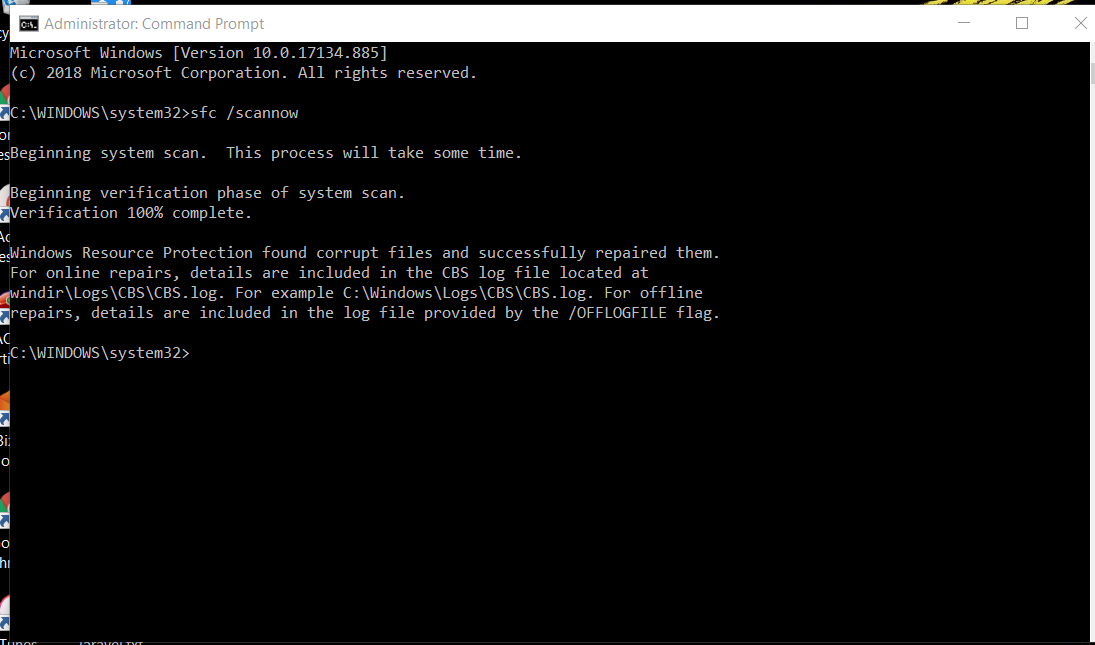 Administrator: Command Prompt
Microsoft Windows [Version 10.0.17134.885]
(c) 2018 Microsoft Corporation. All rights reserved.
C:\WINDOWS\system32>sfc /scannow
Beginning system scan.  This process will take some time.
Beginning verification phase of system scan.
Verification 100% complete.
Windows Resource Protection found corrupt files and successfully repaired them.
For online repairs, details are included in the CBS log file located at
windir\Logs\CBS\CBS.log. For example C:\Windows\Logs\CBS\CBS.log. For offline
repairs, details are included in the log file provided by the /OFFLOGFILE flag.
C:\WINDOWS\system32>